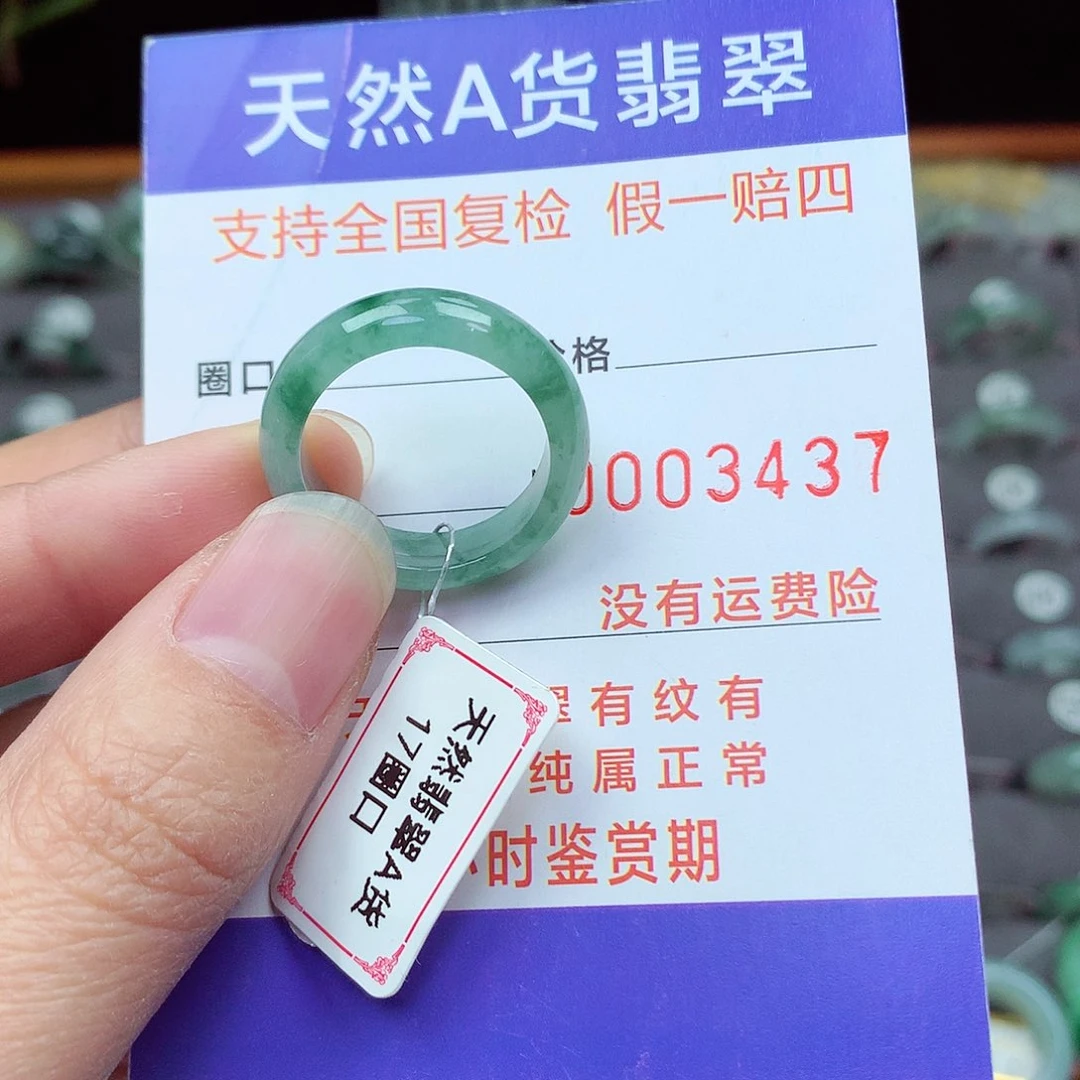 天然A货翡翠
支持全国复检 假一赔四
圈口 格
0003437
没有运费险
有纹有
纯属正常
时鉴赏期
天然翡翠A货
17圈口